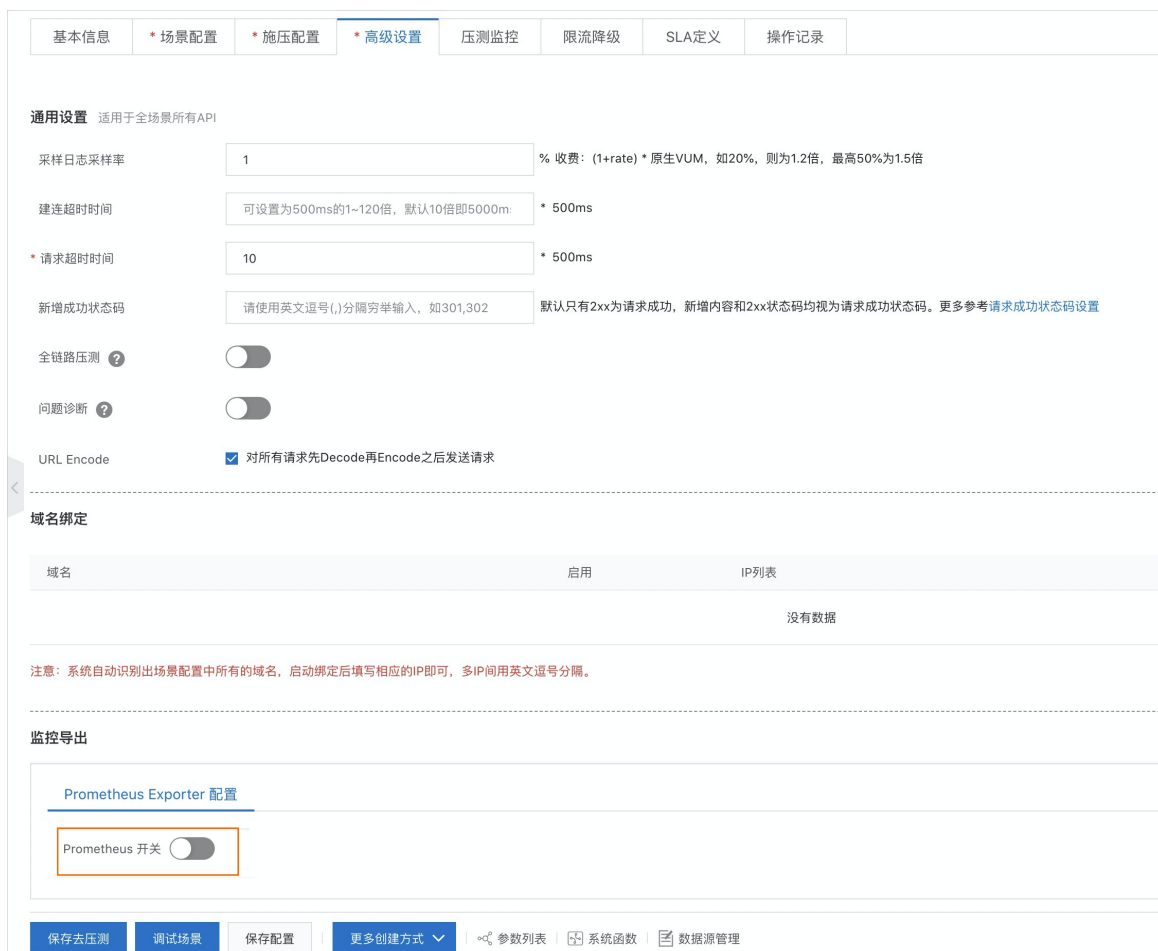 基本信息 * 场景配置 * 施压配置 * 高级设置 压测监控 限流降级 SLA定义 操作记录
通用设置 适用于全场景所有API
采样日志采样率 1 % 收费：(1+rate) * 原生VUM，如20%，则为1.2倍，最高50%为1.5倍
建连超时时间 可设置为500ms的1~120倍，默认10倍即5000m * 500ms
* 请求超时时间 10 * 500ms
新增成功状态码 请使用英文逗号(,)分隔穷举输入，如301,302 默认只有2xx为请求成功，新增内容和2xx状态码均视为请求成功状态码。更多参考请求成功状态码设置
全链路压测 ?
问题诊断 ?
URL Encode 对所有请求先Decode再Encode之后发送请求
域名绑定
域名 启用 IP列表
没有数据
注意：系统自动识别出场景配置中所有的域名，启动绑定后填写相应的IP即可，多IP间用英文逗号分隔。
监控导出
Prometheus Exporter 配置
Prometheus 开关
保存去压测 调试场景 保存配置 更多创建方式 参数列表 系统函数 数据源管理